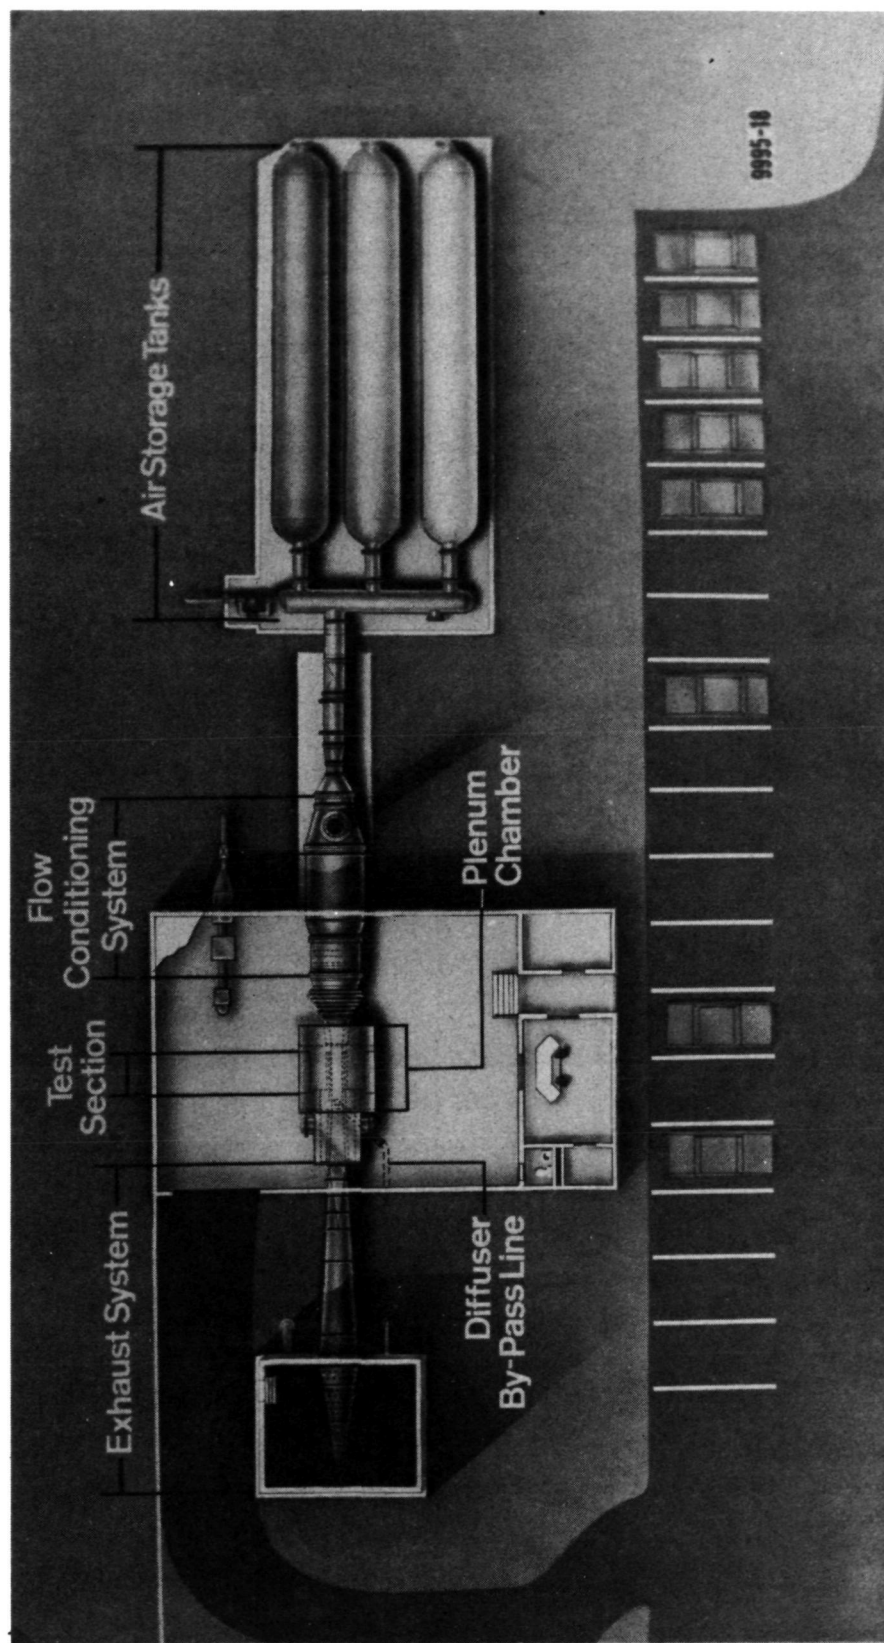 Exhaust System
Test
Section
Flow
Conditioning
System
Air Storage Tanks
Diffuser
By-Pass Line
Plenum
Chamber
9995-18